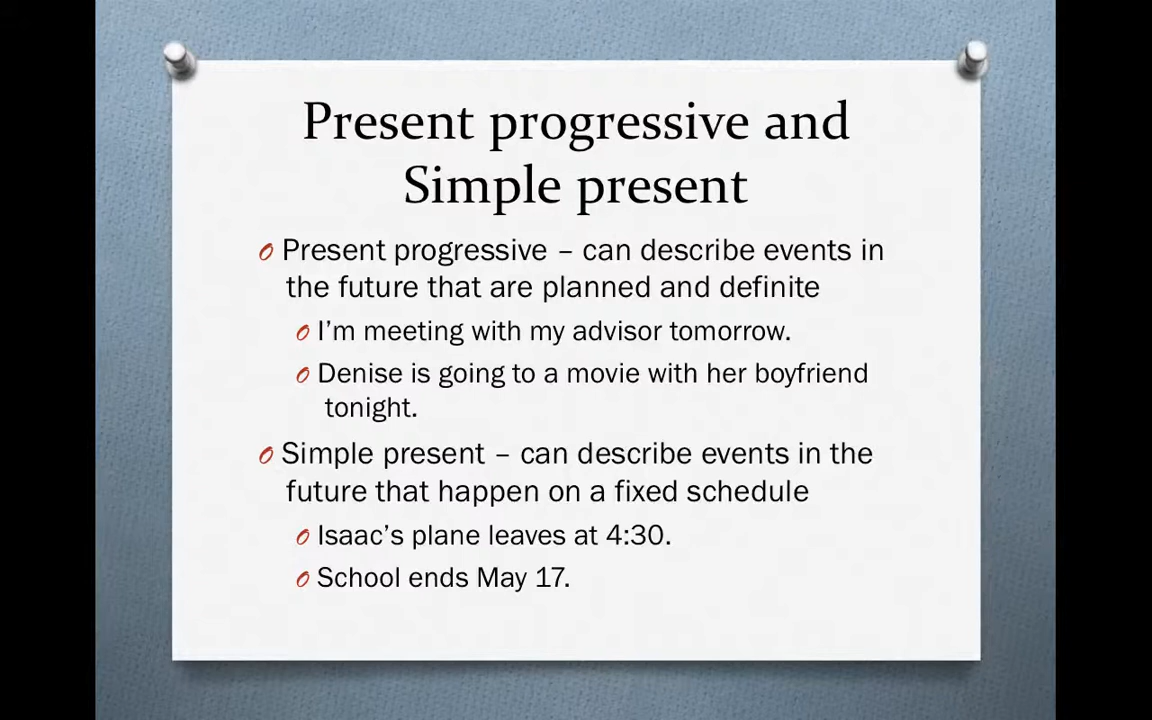 Present progressive and
Simple present
Present progressive – can describe events in
the future that are planned and definite
I'm meeting with my advisor tomorrow.
Denise is going to a movie with her boyfriend
tonight.
Simple present – can describe events in the
future that happen on a fixed schedule
Isaac's plane leaves at 4:30.
School ends May 17.